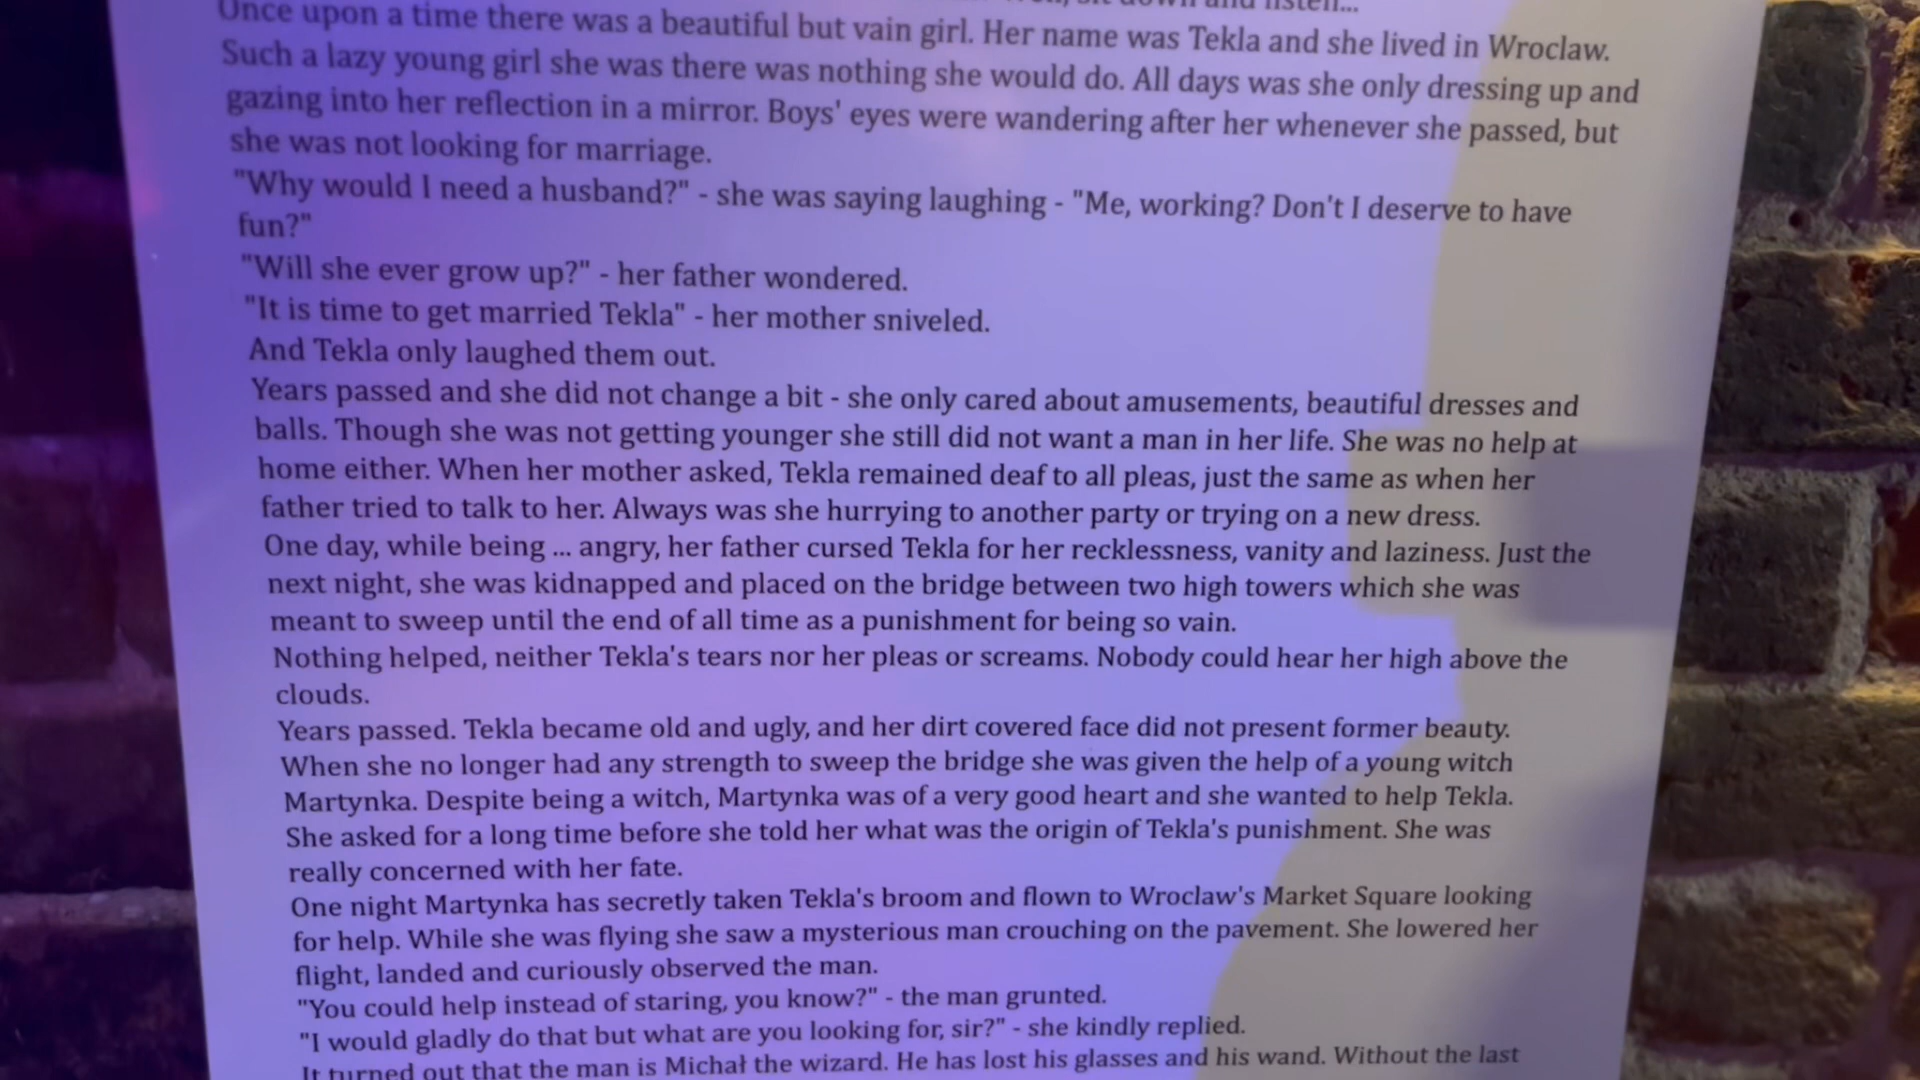 sit down and listen...
Once upon a time there was a beautiful but vain girl. Her name was Tekla and she lived in Wroclaw.
Such a lazy young girl she was there was nothing she would do. All days was she only dressing up and
gazing into her reflection in a mirror. Boys' eyes were wandering after her whenever she passed, but
she was not looking for marriage.
"Why would I need a husband?" - she was saying laughing - "Me, working? Don't I deserve to have
fun?"
"Will she ever grow up?" - her father wondered.
"It is time to get married Tekla" - her mother sniveled.
And Tekla only laughed them out.
Years passed and she did not change a bit - she only cared about amusements, beautiful dresses and
balls. Though she was not getting younger she still did not want a man in her life. She was no help at
home either. When her mother asked, Tekla remained deaf to all pleas, just the same as when her
father tried to talk to her. Always was she hurrying to another party or trying on a new dress.
One day, while being ... angry, her father cursed Tekla for her recklessness, vanity and laziness. Just the
next night, she was kidnapped and placed on the bridge between two high towers which she was
meant to sweep until the end of all time as a punishment for being so vain.
Nothing helped, neither Tekla's tears nor her pleas or screams. Nobody could hear her high above the
clouds.
Years passed. Tekla became old and ugly, and her dirt covered face did not present former beauty.
When she no longer had any strength to sweep the bridge she was given the help of a young witch
Martynka. Despite being a witch, Martynka was of a very good heart and she wanted to help Tekla.
She asked for a long time before she told her what was the origin of Tekla's punishment. She was
really concerned with her fate.
One night Martynka has secretly taken Tekla's broom and flown to Wroclaw's Market Square looking
for help. While she was flying she saw a mysterious man crouching on the pavement. She lowered her
flight, landed and curiously observed the man.
"You could help instead of staring, you know?" - the man grunted.
"I would gladly do that but what are you looking for, sir?" - she kindly replied.
It turned out that the man is Michał the wizard. He has lost his glasses and his wand. Without the last